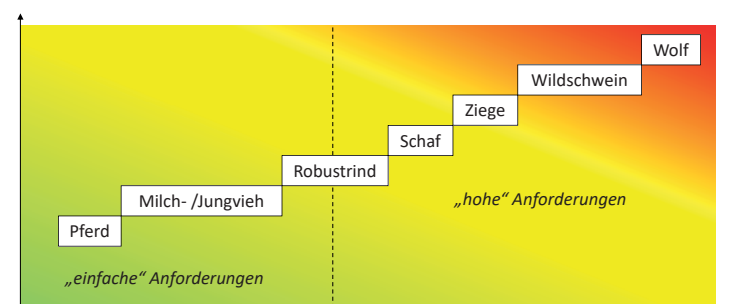 Wolf
Wildschwein
Ziege
Schaf
Robustrind
Milch- /Jungvieh
„hohe“ Anforderungen
Pferd
„einfache“ Anforderungen